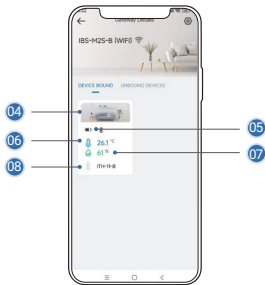 Gateway Details
IBS-M2S-B (WIFI)
DEVICE BOUND UNBOUND DEVICES
04
05
06
26.1 °C
61 %
07
08
ITH-11-B